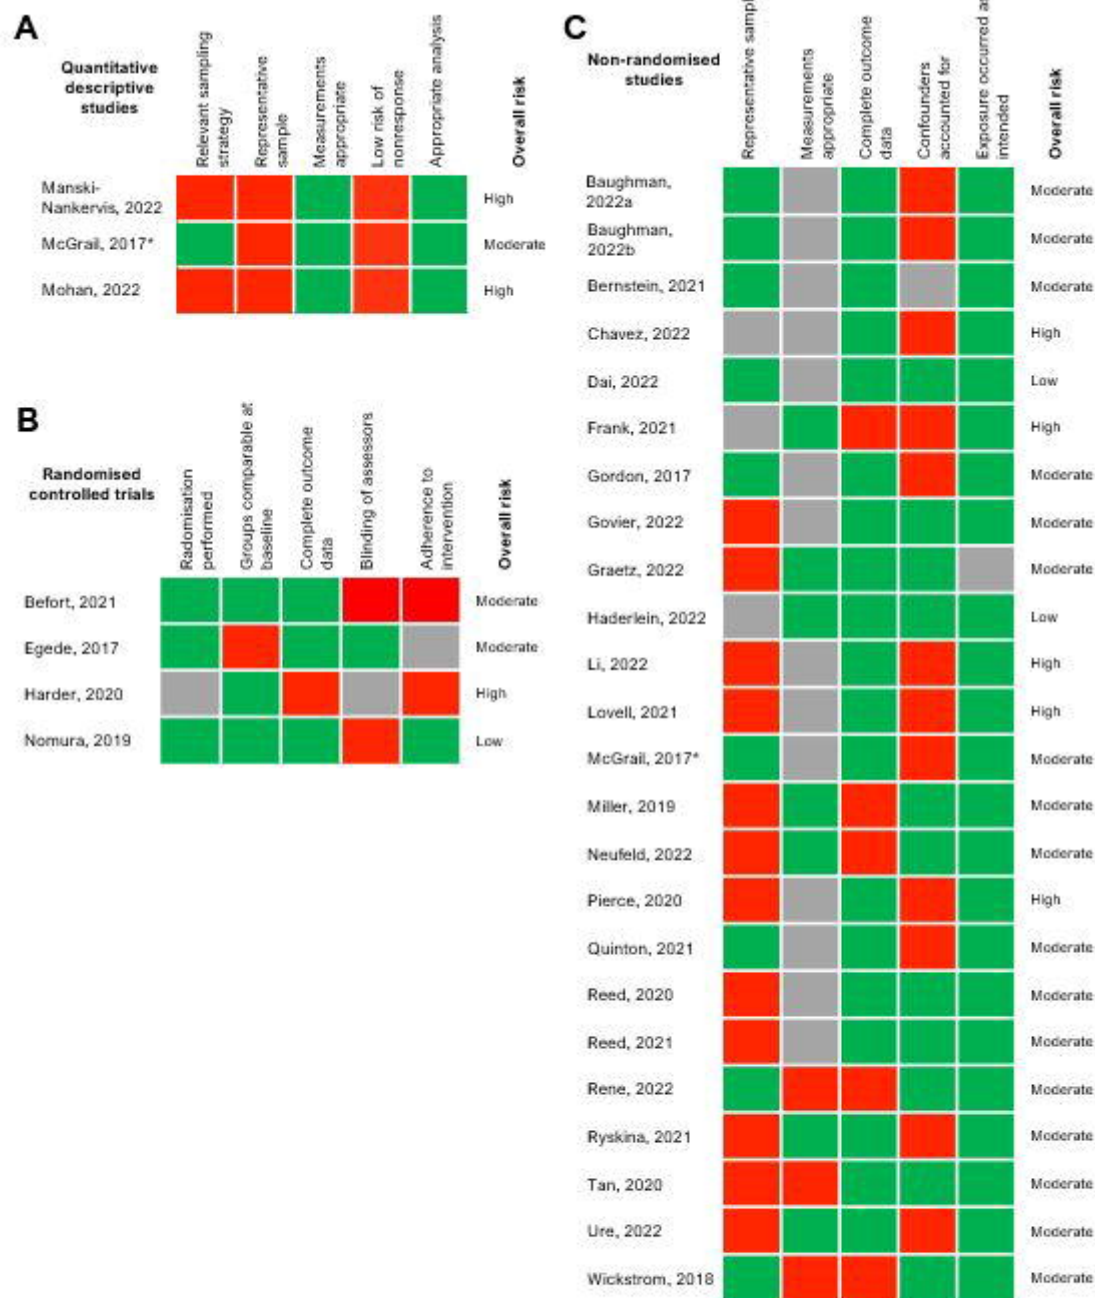 A
Quantitative
descriptive
studies
Relevant sampling
strategy
Representative
sample
Measurements
appropriate
Low risk of
nonresponse
Appropriate analysis
Overall risk
Manski-
Nankervis, 2022
High
McGrail, 2017*
Moderate
Mohan, 2022
High
B
Randomised
controlled trials
Radomisation
performed
Groups comparable at
baseline
Complete outcome
data
Blinding of assessors
Adherence to
intervention
Overall risk
Befort, 2021
Moderate
Egede, 2017
Moderate
Harder, 2020
High
Nomura, 2019
Low
C
Non-randomised
studies
Representative sampl
Measurements
appropriate
Complete outcome
data
Confounders
accounted for
Exposure occurred as
intended
Overall risk
Baughman,
2022a
Moderate
Baughman,
2022b
Moderate
Bernstein, 2021
Moderate
Chavez, 2022
High
Dai, 2022
Low
Frank, 2021
High
Gordon, 2017
Moderate
Govier, 2022
Moderate
Graetz, 2022
Moderate
Haderlein, 2022
Low
Li, 2022
High
Lovell, 2021
High
McGrail, 2017*
Moderate
Miller, 2019
Moderate
Neufeld, 2022
Moderate
Pierce, 2020
High
Quinton, 2021
Moderate
Reed, 2020
Moderate
Reed, 2021
Moderate
Rene, 2022
Moderate
Ryskina, 2021
Moderate
Tan, 2020
Moderate
Ure, 2022
Moderate
Wickstrom, 2018
Moderate